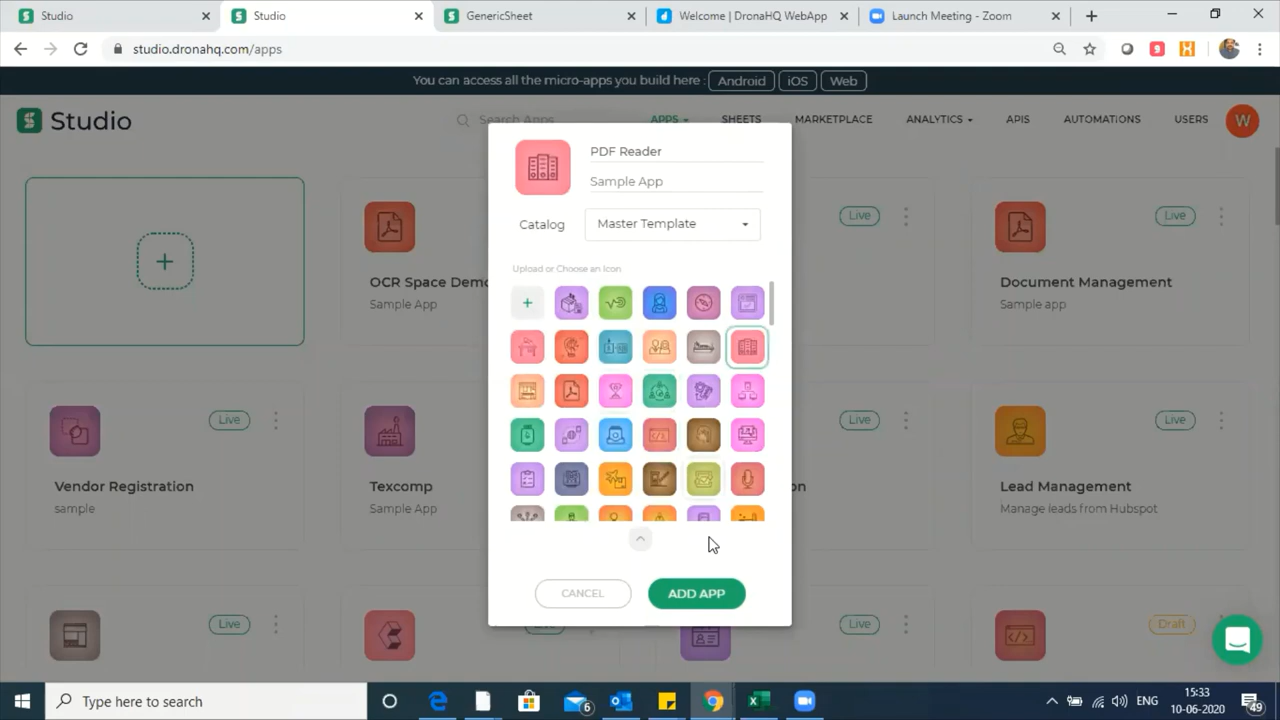 Studio
Studio
GenericSheet
Welcome | DronaHQ WebApp
Launch Meeting - Zoom
studio.dronahq.com/apps
You can access all the micro-apps you build here : Android iOS Web
Studio
Search Apps
APPS
SHEETS
MARKETPLACE
ANALYTICS
APIS
AUTOMATIONS
USERS
W
PDF Reader
Sample App
Catalog
Master Template
Upload or Choose an Icon
CANCEL
ADD APP
OCR Space Demo
Sample App
Live
Document Management
Sample app
Live
Vendor Registration
sample
Live
Texcomp
Sample App
Live
Lead Management
Manage leads from Hubspot
Live
Live
Live
Live
Draft
Type here to search
6
ENG
15:33
10-06-2020
49